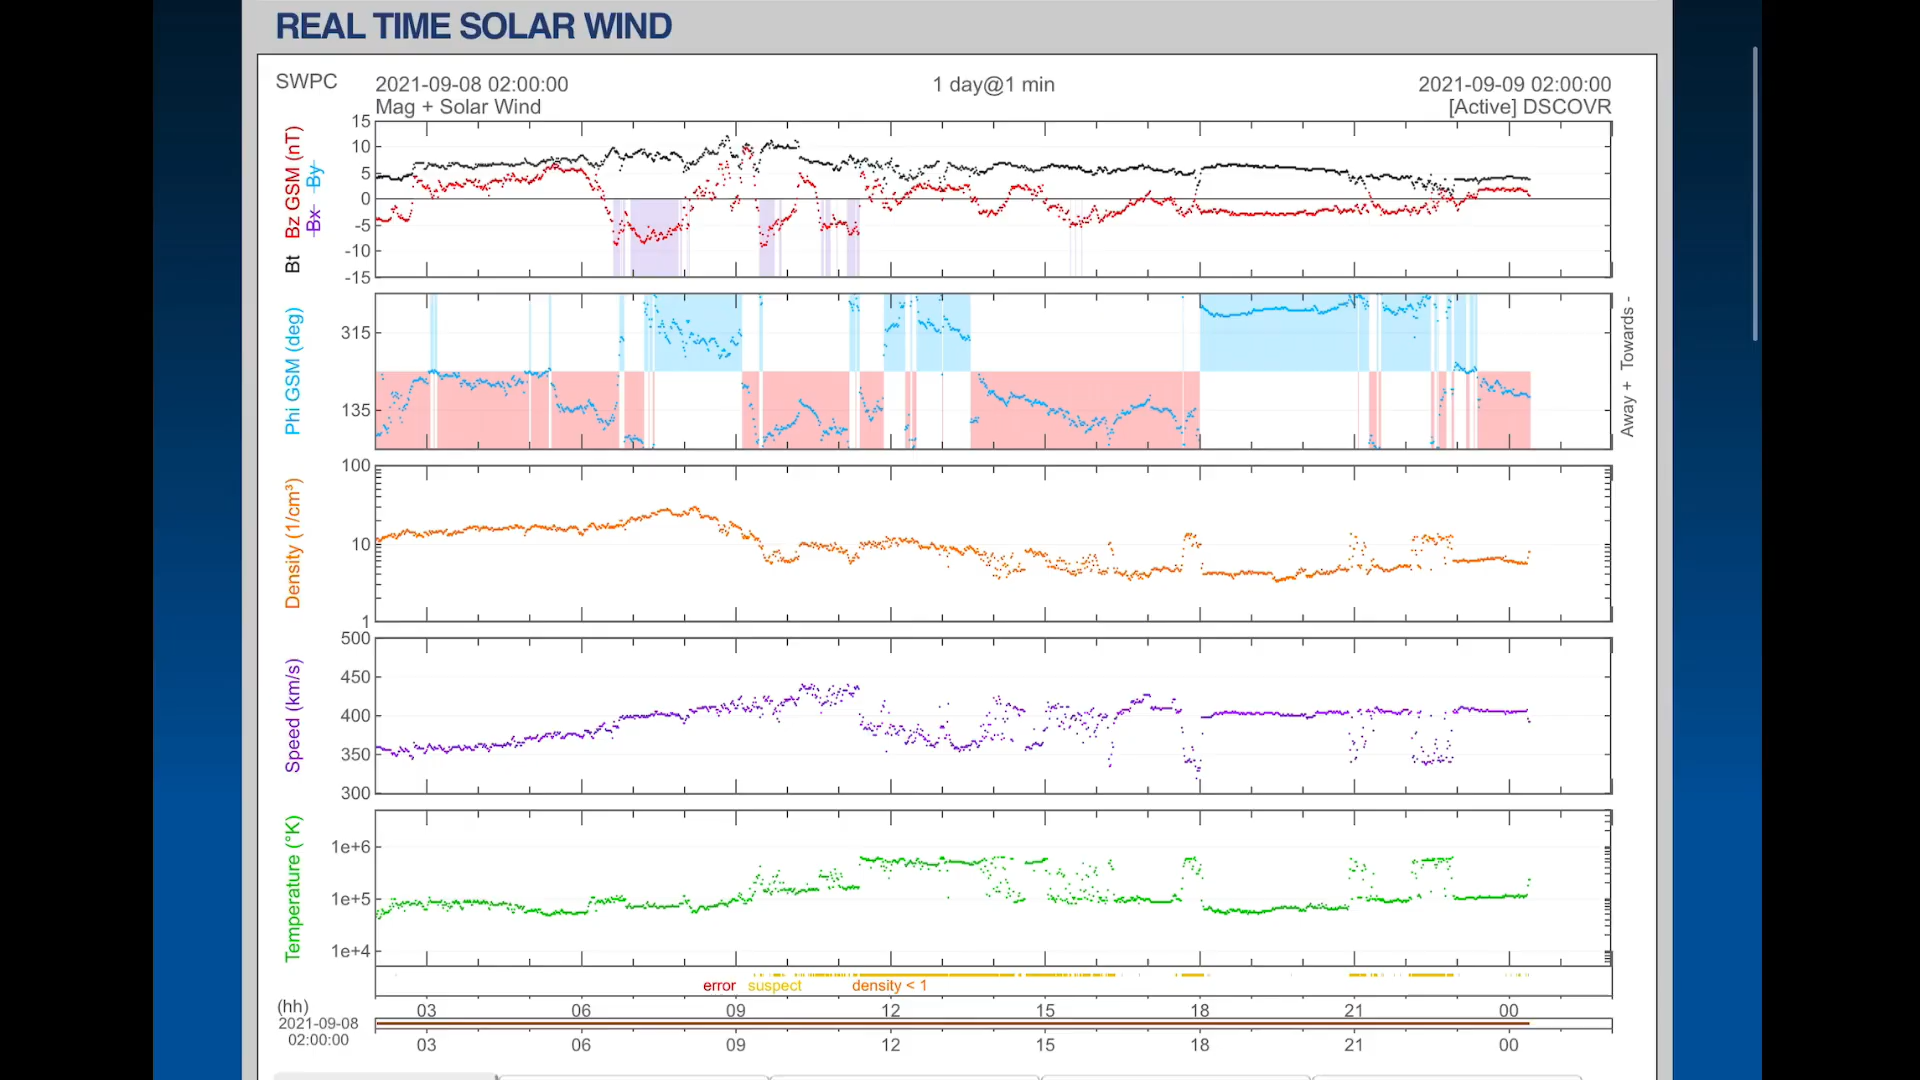 REAL TIME SOLAR WIND
SWPC
2021-09-08 02:00:00
1 day@1 min
2021-09-09 02:00:00
Mag + Solar Wind
[Active] DSCOVR
Bt Bz GSM (nT)
Bx By
15
10
5
0
-5
-10
-15
Phi GSM (deg)
315
135
Away + Towards -
Density (1/cm³)
100
10
1
Speed (km/s)
500
450
400
350
300
Temperature (°K)
1e+6
1e+5
1e+4
error suspect density < 1
(hh)
03 06 09 12 15 18 21 00
2021-09-08
02:00:00
03 06 09 12 15 18 21 00